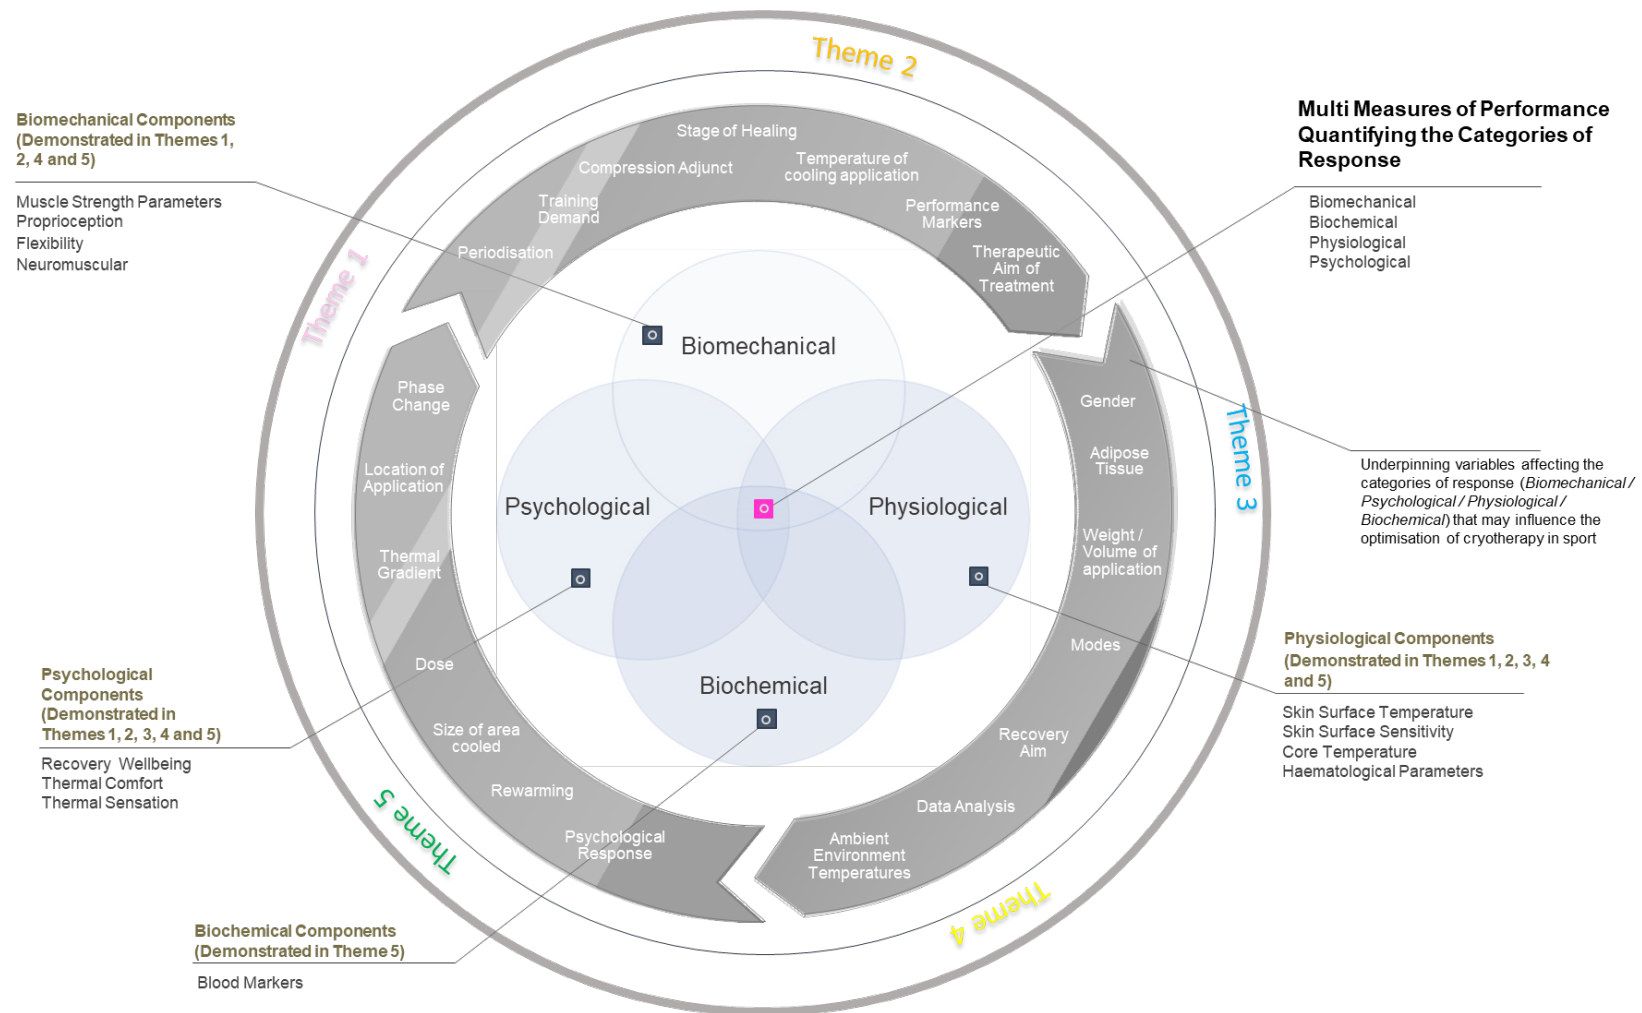 Theme 2
Biomechanical Components
(Demonstrated in Themes 1,
2, 4 and 5)
Muscle Strength Parameters
Proprioception
Flexibility
Neuromuscular
Theme 1
Multi Measures of Performance
Quantifying the Categories of
Response
Biomechanical
Biochemical
Physiological
Psychological
Stage of Healing
Compression Adjunct
Temperature of
cooling application
Training
Demand
Performance
Markers
Periodisation
Therapeutic
Aim of
Treatment
Biomechanical
Psychological
Physiological
Biochemical
Phase
Change
Location of
Application
Thermal
Gradient
Dose
Size of area
cooled
Rewarming
Psychological
Response
Gender
Adipose
Tissue
Weight /
Volume of
application
Modes
Recovery
Aim
Data Analysis
Ambient
Environment
Temperatures
Theme 3
Underpinning variables affecting the
categories of response (Biomechanical /
Psychological / Physiological /
Biochemical) that may influence the
optimisation of cryotherapy in sport
Physiological Components
(Demonstrated in Themes 1, 2, 3, 4
and 5)
Skin Surface Temperature
Skin Surface Sensitivity
Core Temperature
Haematological Parameters
Psychological
Components
(Demonstrated in
Themes 1, 2, 3, 4 and 5)
Recovery Wellbeing
Thermal Comfort
Thermal Sensation
Theme 5
Theme 4
Biochemical Components
(Demonstrated in Theme 5)
Blood Markers